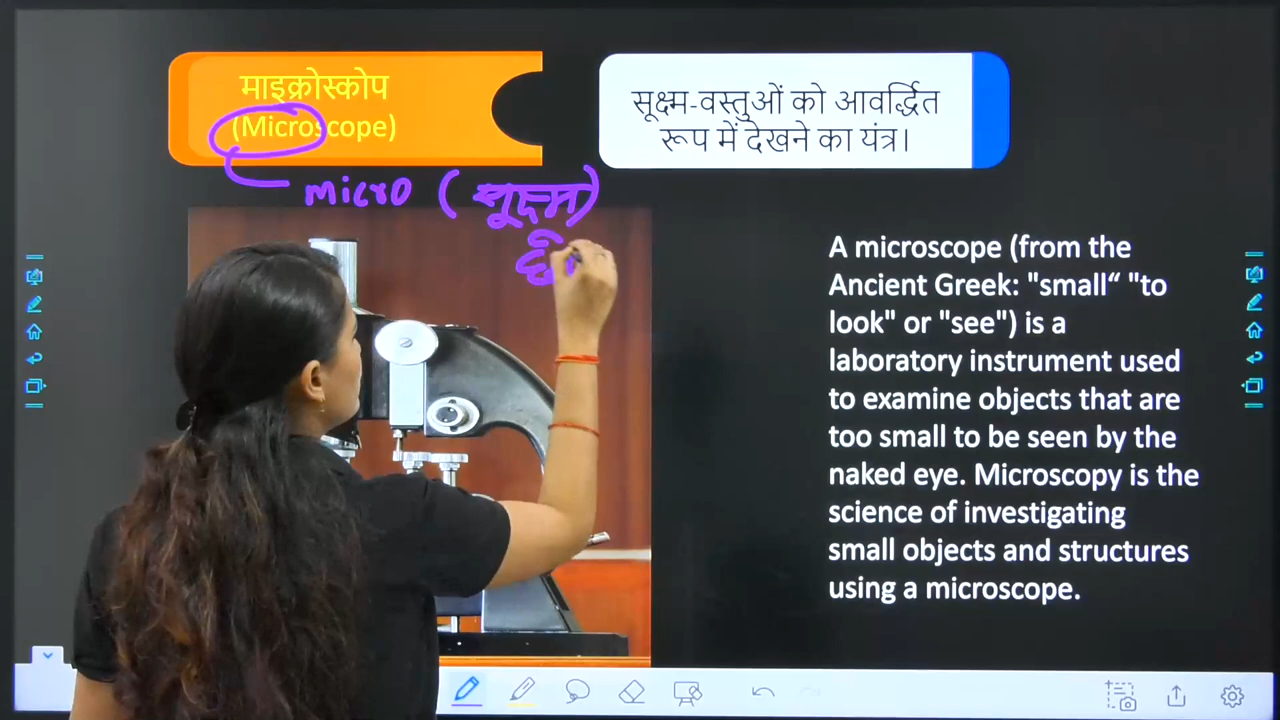 माइक्रोस्कोप
(Microscope)
सूक्ष्म-वस्तुओं को आवर्द्धित
रूप में देखने का यंत्र।
micro (सूक्ष्म)
A microscope (from the
Ancient Greek: "small“ "to
look" or "see") is a
laboratory instrument used
to examine objects that are
too small to be seen by the
naked eye. Microscopy is the
science of investigating
small objects and structures
using a microscope.